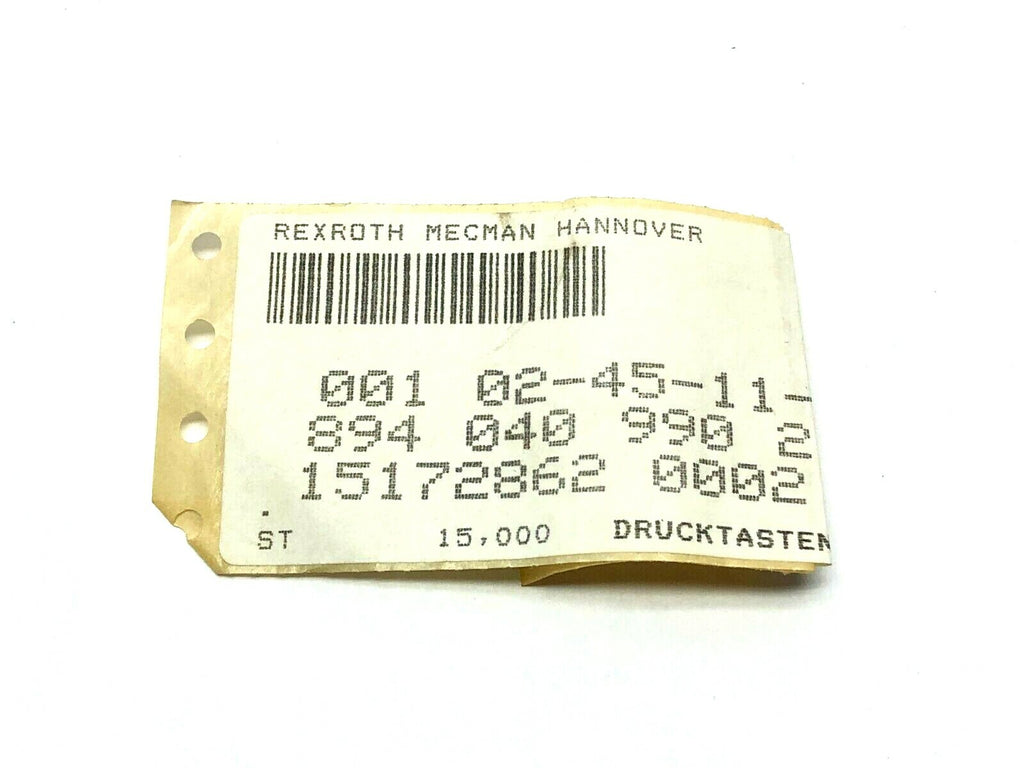 REXROTH MECMAN HANNOVER
001 02-45-11-
894 040 990 2
15172862 0002
. 
ST 15,000 DRUCKTASTEN